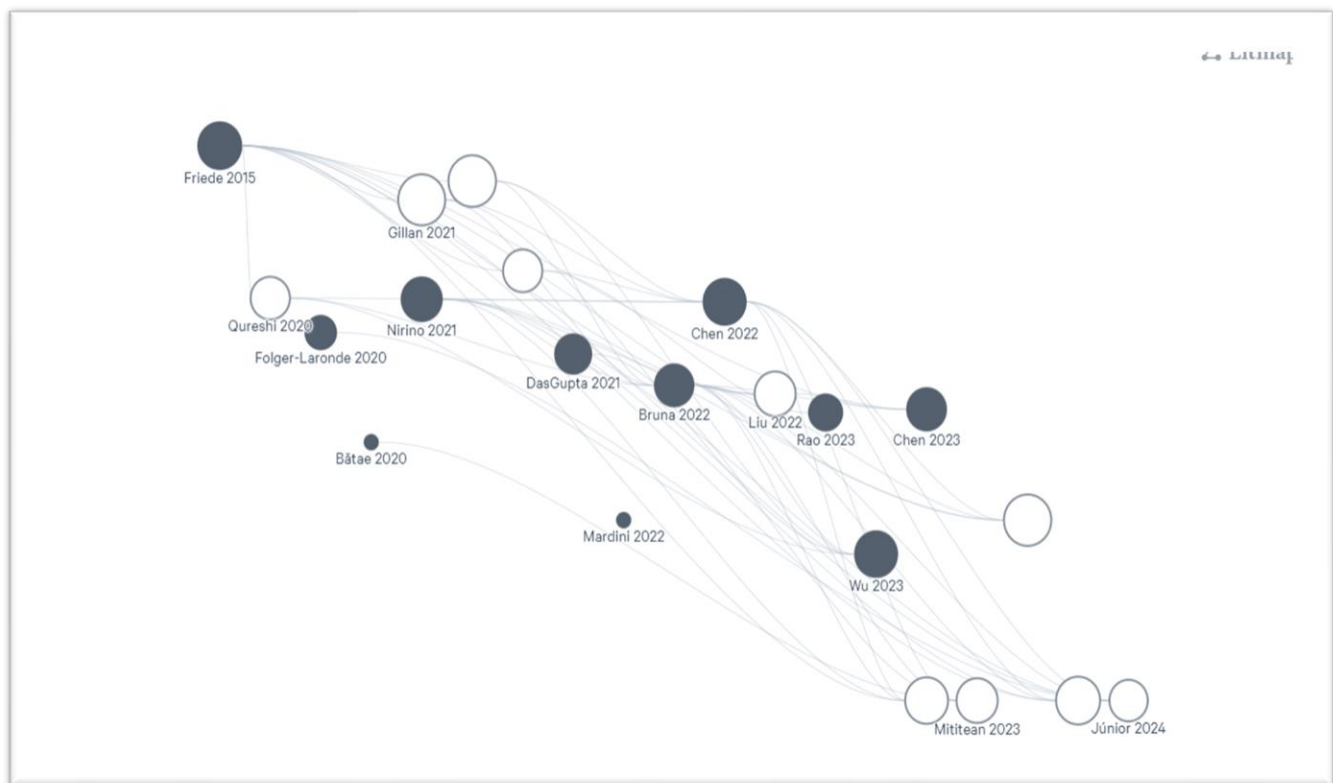 Friede 2015
Gillan 2021
Qureshi 2020
Nirino 2021
Folger-Laronde 2020
Chen 2022
DasGupta 2021
Bruna 2022
Liu 2022
Rao 2023
Chen 2023
Bătae 2020
Mardini 2022
Wu 2023
Mititean 2023
Júnior 2024